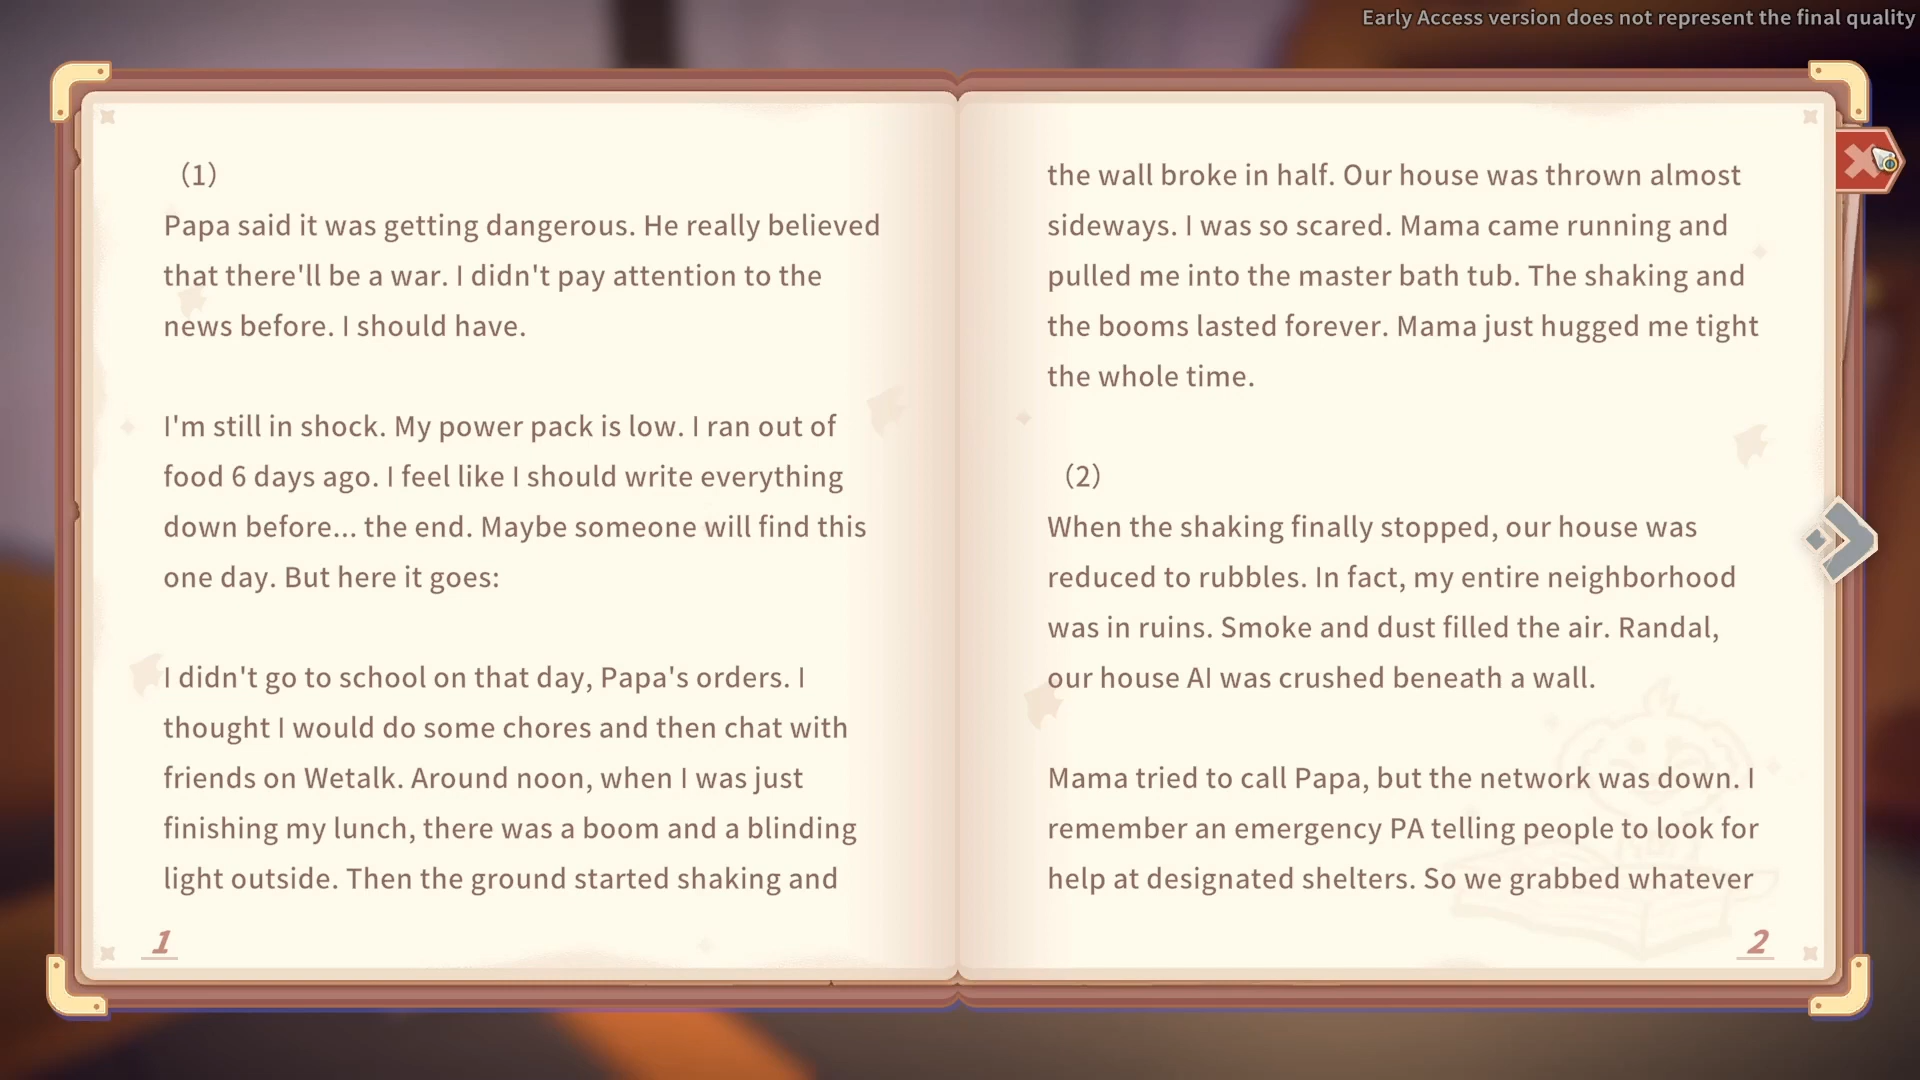 Early Access version does not represent the final quality
(1)
Papa said it was getting dangerous. He really believed
that there'll be a war. I didn't pay attention to the
news before. I should have.
I'm still in shock. My power pack is low. I ran out of
food 6 days ago. I feel like I should write everything
down before... the end. Maybe someone will find this
one day. But here it goes:
I didn't go to school on that day, Papa's orders. I
thought I would do some chores and then chat with
friends on Wetalk. Around noon, when I was just
finishing my lunch, there was a boom and a blinding
light outside. Then the ground started shaking and
1
the wall broke in half. Our house was thrown almost
sideways. I was so scared. Mama came running and
pulled me into the master bath tub. The shaking and
the booms lasted forever. Mama just hugged me tight
the whole time.
(2)
When the shaking finally stopped, our house was
reduced to rubbles. In fact, my entire neighborhood
was in ruins. Smoke and dust filled the air. Randal,
our house AI was crushed beneath a wall.
Mama tried to call Papa, but the network was down. I
remember an emergency PA telling people to look for
help at designated shelters. So we grabbed whatever
2